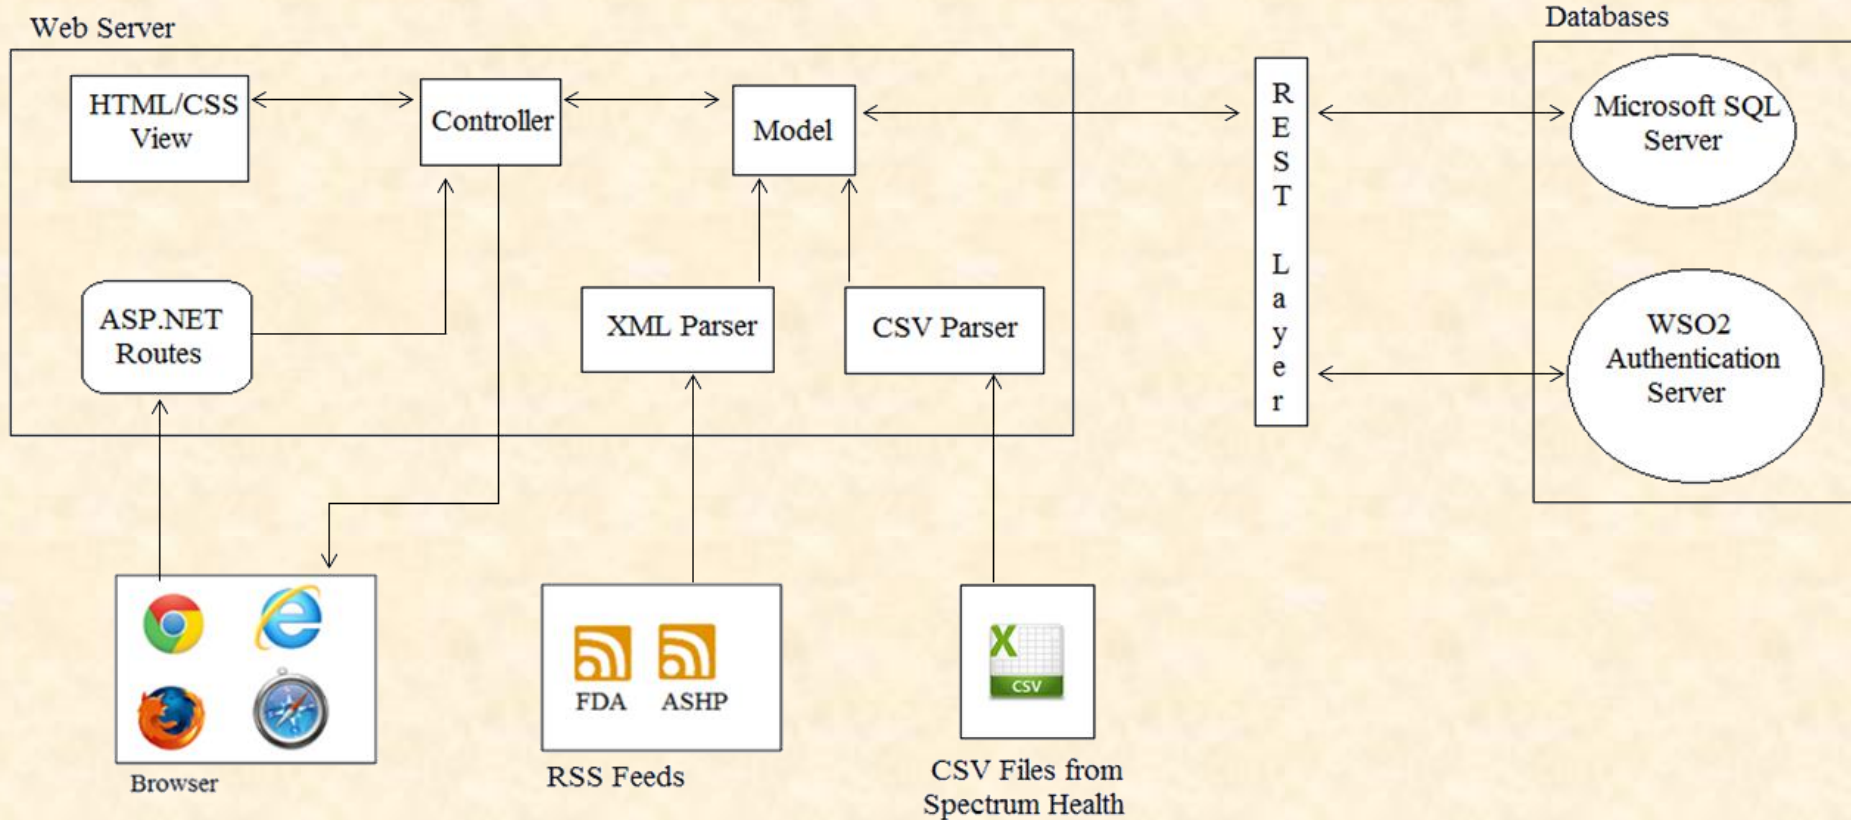 Web Server
Databases
HTML/CSS
View
Controller
Model
R
E
S
T
L
a
y
e
r
Microsoft SQL
Server
ASP.NET
Routes
XML Parser
CSV Parser
WSO2
Authentication
Server
FDA
ASHP
X
CSV
Browser
RSS Feeds
CSV Files from
Spectrum Health